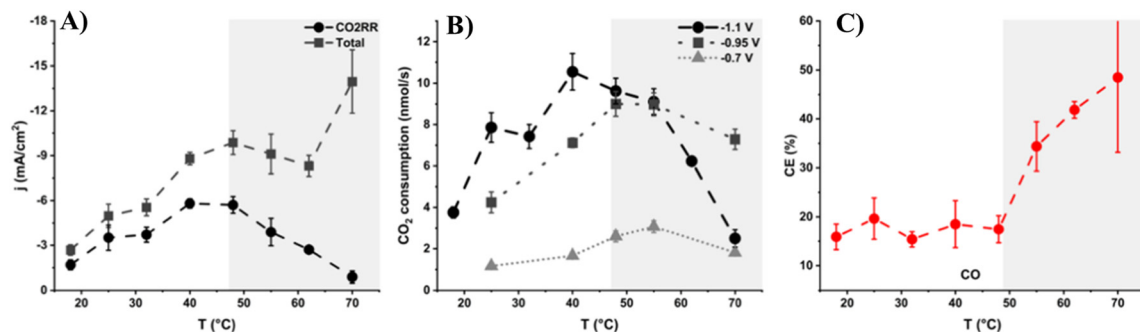 A)
-18
-15
-12
-9
-6
-3
0
j (mA/cm²)
CO2RR
Total
20
30
40
50
60
70
T (°C)
B)
12
10
8
6
4
2
0
CO₂ consumption (nmol/s)
-1.1 V
-0.95 V
-0.7 V
20
30
40
50
60
70
T (°C)
C)
60
50
40
30
20
10
CE (%)
CO
20
30
40
50
60
70
T (°C)